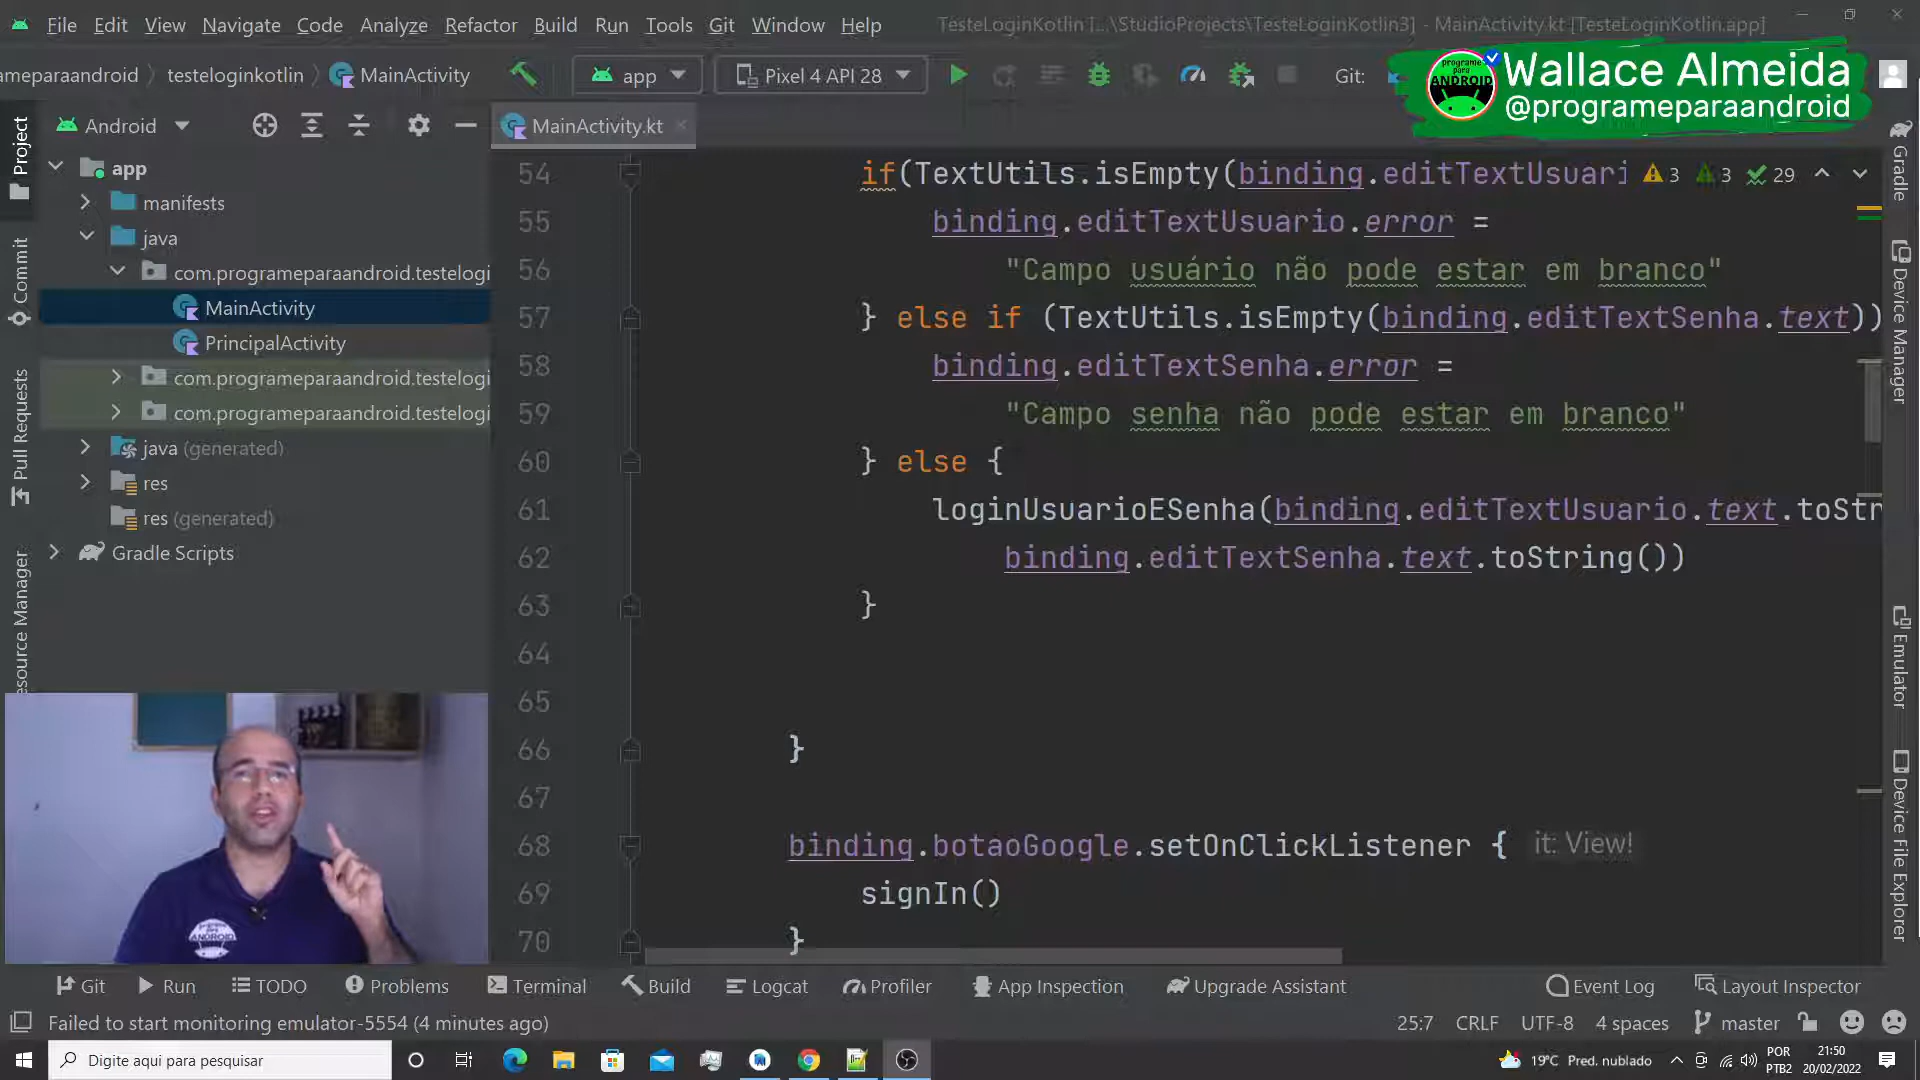 File Edit View Navigate Code Analyze Refactor Build Run Tools Git Window Help TesteLoginKotlin [...\StudioProjects\TesteLoginKotlin3] - MainActivity.kt [TesteLoginKotlin.app]
ameparaandroid testeloginkotlin MainActivity app Pixel 4 API 28 Git:
Wallace Almeida
@programeparaandroid
programe para ANDROID
Project
Commit
Pull Requests
esource Manager
Android
app
manifests
java
com.programeparaandroid.testelogi
MainActivity
PrincipalActivity
com.programeparaandroid.testelogi
com.programeparaandroid.testelogi
java (generated)
res
res (generated)
Gradle Scripts
MainActivity.kt
3 3 29
54 if(TextUtils.isEmpty(binding.editTextUsuari
55 binding.editTextUsuario.error =
56 "Campo usuário não pode estar em branco"
57 } else if (TextUtils.isEmpty(binding.editTextSenha.text))
58 binding.editTextSenha.error =
59 "Campo senha não pode estar em branco"
60 } else {
61 loginUsuarioESenha(binding.editTextUsuario.text.toStr
62 binding.editTextSenha.text.toString())
63 }
64
65
66 }
67
68 binding.botaoGoogle.setOnClickListener { it: View!
69 signIn()
70 }
Gradle
Device Manager
Emulator
Device File Explorer
ANDROID
Git Run TODO Problems Terminal Build Logcat Profiler App Inspection Upgrade Assistant Event Log Layout Inspector
Failed to start monitoring emulator-5554 (4 minutes ago) 25:7 CRLF UTF-8 4 spaces master
Digite aqui para pesquisar 19°C Pred. nublado POR PTB2 21:50 20/02/2022